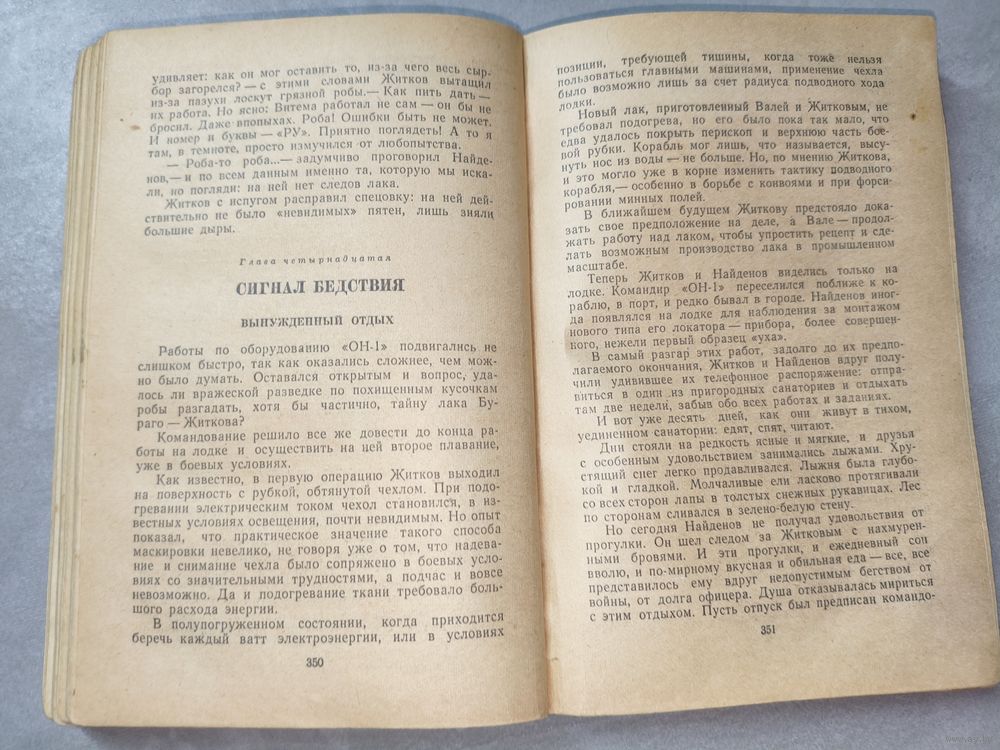 удивляет: как он мог оставить то, из-за чего весь сыр-
бор загорелся? — с этими словами Житков вытащил
из-за пазухи лоскут грязной робы.— Как пить дать —
их работа. Но ясно: Витема работал не сам — он бы не
бросил. Даже впопыхах. Роба! Ошибки быть не может.
И номер и буквы — «РУ». Приятно поглядеть! А то я
там, в темноте, просто измучился от любопытства.
— Роба-то роба...— задумчиво проговорил Найде-
нов,— и по всем данным именно та, которую мы иска-
ли, но погляди: на ней нет следов лака.
Житков с испугом расправил спецовку: на ней дей-
ствительно не было «невидимых» пятен, лишь зияли
большие дыры.
Глава четырнадцатая
СИГНАЛ БЕДСТВИЯ
ВЫНУЖДЕННЫЙ ОТДЫХ
Работы по оборудованию «ОН-1» подвигались не
слишком быстро, так как оказались сложнее, чем мож-
но было думать. Оставался открытым и вопрос, уда-
лось ли вражеской разведке по похищенным кусочкам
робы разгадать, хотя бы частично, тайну лака Бу-
раго — Житкова?
Командование решило все же довести до конца ра-
боты на лодке и осуществить на ней второе плавание,
уже в боевых условиях.
Как известно, в первую операцию Житков выходил
на поверхность с рубкой, обтянутой чехлом. При подо-
гревании электрическим током чехол становился, в из-
вестных условиях освещения, почти невидимым. Но опыт
показал, что практическое значение такого способа
маскировки невелико, не говоря уже о том, что надева-
ние и снимание чехла было сопряжено в боевых усло-
виях со значительными трудностями, а подчас и вовсе
невозможно. Да и подогревание ткани требовало боль-
шого расхода энергии.
В полупогруженном состоянии, когда приходится
беречь каждый ватт электроэнергии, или в условиях
350
позиции, требующей тишины, когда тоже нельзя
пользоваться главными машинами, применение чехла
было возможно лишь за счет радиуса подводного хода
лодки.
Новый лак, приготовленный Валей и Житковым, не
требовал подогрева, но его было пока так мало, что
едва удалось покрыть перископ и верхнюю часть бое-
вой рубки. Корабль мог лишь, что называется, высу-
нуть нос из воды — не больше. Но, по мнению Житкова,
и это могло уже в корне изменить тактику подводного
корабля,— особенно в борьбе с конвоями и при форси-
ровании минных полей.
В ближайшем будущем Житкову предстояло дока-
зать свое предположение на деле, а Вале — продол-
жать работу над лаком, чтобы упростить рецепт и сде-
лать возможным производство лака в промышленном
масштабе.
Теперь Житков и Найденов виделись только на
лодке. Командир «ОН-1» переселился поближе к ко-
раблю, в порт, и редко бывал в городе. Найденов иног-
да появлялся на лодке для наблюдения за монтажом
нового типа его локатора — прибора, более совершен-
ного, нежели первый образец «уха».
В самый разгар этих работ, задолго до их предпо-
лагаемого окончания, Житков и Найденов вдруг полу-
чили удивившее их телефонное распоряжение: отпра-
виться в один из пригородных санаториев и отдыхать
там две недели, забыв обо всех работах и заданиях.
И вот уже десять дней, как они живут в тихом,
уединенном санатории: едят, спят, читают.
Дни стояли на редкость ясные и мягкие, и друзья
с особенным удовольствием занимались лыжами. Хру-
стящий снег легко продавливался. Лыжня была глубо-
кой и гладкой. Молчаливые ели ласково протягивали
со всех сторон лапы в толстых снежных рукавицах. Лес
по сторонам сливался в зелено-белую стену.
Но сегодня Найденов не получал удовольствия от
прогулки. Он шел следом за Житковым с нахмурен-
ными бровями. И эти прогулки, и ежедневный сон
вволю, и по-мирному вкусная и обильная еда — все, все
представилось ему вдруг недопустимым бегством от
войны, от долга офицера. Душа отказывалась мириться
с этим отдыхом. Пусть отпуск был предписан командо-
351